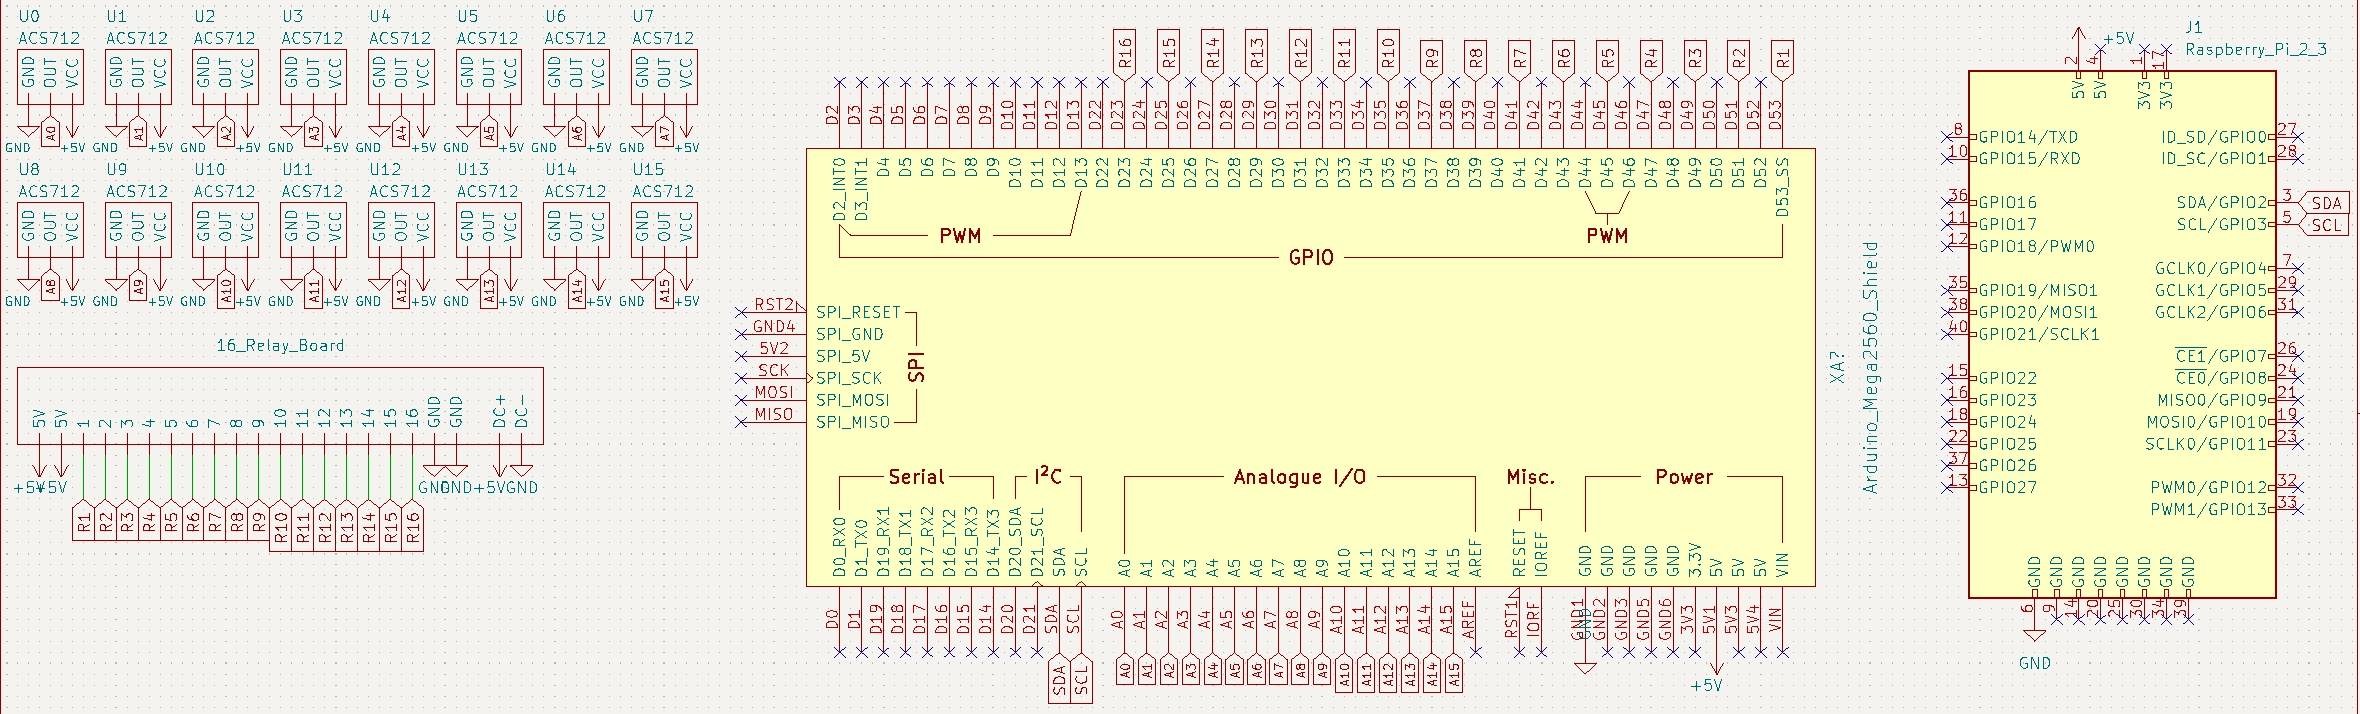 U0 U1 U2 U3 U4 U5 U6 U7
ACS712 ACS712 ACS712 ACS712 ACS712 ACS712 ACS712 ACS712
GND OUT VCC GND OUT VCC GND OUT VCC GND OUT VCC GND OUT VCC GND OUT VCC GND OUT VCC GND OUT VCC
A0 A1 A2 A3 A4 A5 A6 A7
GND +5V GND +5V GND +5V GND +5V GND +5V GND +5V GND +5V GND +5V
U8 U9 U10 U11 U12 U13 U14 U15
ACS712 ACS712 ACS712 ACS712 ACS712 ACS712 ACS712 ACS712
GND OUT VCC GND OUT VCC GND OUT VCC GND OUT VCC GND OUT VCC GND OUT VCC GND OUT VCC GND OUT VCC
A8 A9 A10 A11 A12 A13 A14 A15
GND +5V GND +5V GND +5V GND +5V GND +5V GND +5V GND +5V GND +5V
16_Relay_Board
5V 5V 1 2 3 4 5 6 7 8 9 10 11 12 13 14 15 16 GND GND DC+ DC-
+5V +5V GND GND +5V GND
R1 R2 R3 R4 R5 R6 R7 R8 R9 R10 R11 R12 R13 R14 R15 R16
R16 R15 R14 R13 R12 R11 R10 R9 R8 R7 R6 R5 R4 R3 R2 R1
D2 D3 D4 D5 D6 D7 D8 D9 D10 D11 D12 D13 D22 D23 D24 D25 D26 D27 D28 D29 D30 D31 D32 D33 D34 D35 D36 D37 D38 D39 D40 D41 D42 D43 D44 D45 D46 D47 D48 D49 D50 D51 D52 D53
D2_INT0 D3_INT1 D4 D5 D6 D7 D8 D9 D10 D11 D12 D13 D22 D23 D24 D25 D26 D27 D28 D29 D30 D31 D32 D33 D34 D35 D36 D37 D38 D39 D40 D41 D42 D43 D44 D45 D46 D47 D48 D49 D50 D51 D52 D53_SS
PWM PWM
GPIO
RST2 SPI_RESET
GND4 SPI_GND
5V2 SPI_5V
SCK SPI_SCK
MOSI SPI_MOSI
MISO SPI_MISO
SPI
Serial I²C Analogue I/O Misc. Power
D0_RX0 D1_TX0 D19_RX1 D18_TX1 D17_RX2 D16_TX2 D15_RX3 D14_TX3 D20_SDA D21_SCL SDA SCL A0 A1 A2 A3 A4 A5 A6 A7 A8 A9 A10 A11 A12 A13 A14 A15 AREF RESET IOREF GND GND GND GND GND 3.3V 5V 5V 5V VIN
D0 D1 D19 D18 D17 D16 D15 D14 D20 D21 SDA SCL A0 A1 A2 A3 A4 A5 A6 A7 A8 A9 A10 A11 A12 A13 A14 A15 AREF RST1 IORF GND1 GND2 GND3 GND5 GND6 3V3 5V1 5V3 5V4 VIN
SDA SCL A0 A1 A2 A3 A4 A5 A6 A7 A8 A9 A10 A11 A12 A13 A14 A15 GND
+5V
XA?
Arduino_Mega2560_Shield
J1
Raspberry_Pi_2_3
+5V
2 4 1 17
5V 5V 3V3 3V3
8 GPIO14/TXD ID_SD/GPIO0 27
10 GPIO15/RXD ID_SC/GPIO1 28
36 GPIO16 SDA/GPIO2 3 SDA
11 GPIO17 SCL/GPIO3 5 SCL
12 GPIO18/PWM0
GCLK0/GPIO4 7
35 GPIO19/MISO1 GCLK1/GPIO5 29
38 GPIO20/MOSI1 GCLK2/GPIO6 31
40 GPIO21/SCLK1
CE1/GPIO7 26
15 GPIO22 CE0/GPIO8 24
16 GPIO23 MISO0/GPIO9 21
18 GPIO24 MOSI0/GPIO10 19
22 GPIO25 SCLK0/GPIO11 23
37 GPIO26
13 GPIO27 PWM0/GPIO12 32
PWM1/GPIO13 33
GND GND GND GND GND GND GND GND
6 9 14 20 25 30 34 39
GND